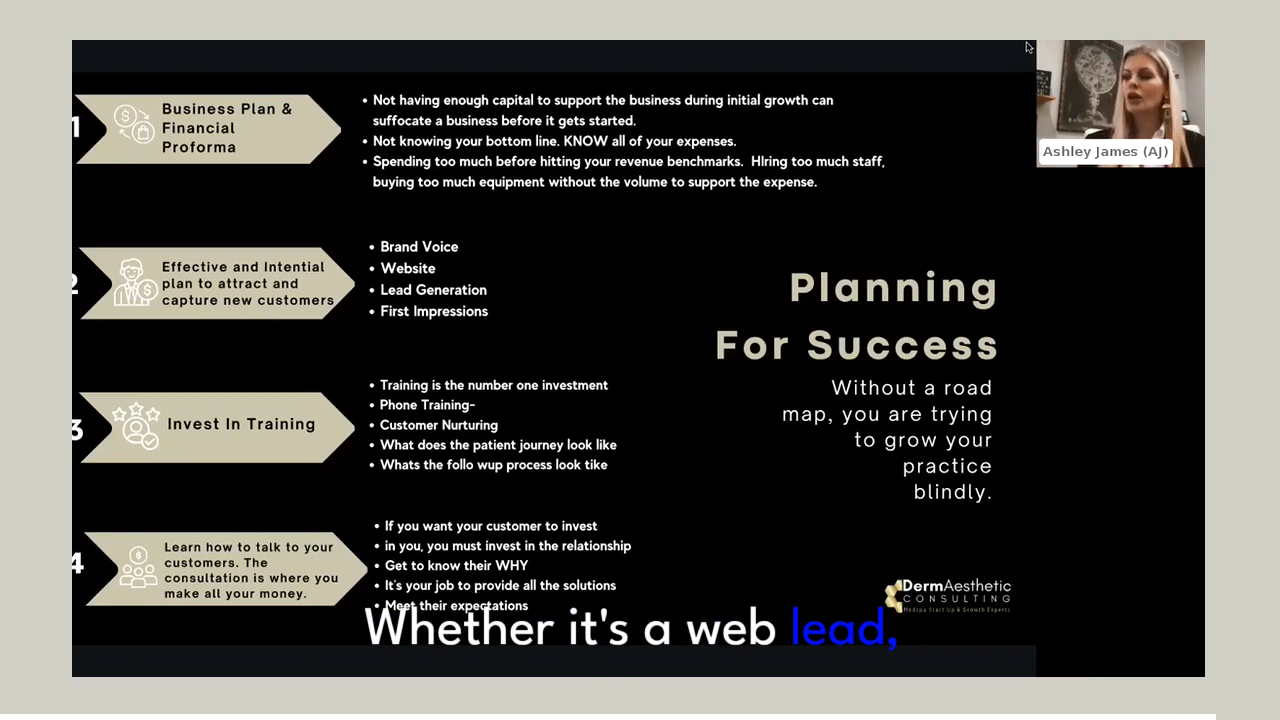 1
Business Plan &
Financial
Proforma
• Not having enough capital to support the business during initial growth can
suffocate a business before it gets started.
• Not knowing your bottom line. KNOW all of your expenses.
• Spending too much before hitting your revenue benchmarks. HIring too much staff,
buying too much equipment without the volume to support the expense.
Ashley James (AJ)
2
Effective and Intential
plan to attract and
capture new customers
• Brand Voice
• Website
• Lead Generation
• First Impressions
Planning
For Success
Without a road
map, you are trying
to grow your
practice
blindly.
3
Invest In Training
• Training is the number one investment
• Phone Training-
• Customer Nurturing
• What does the patient journey look like
• Whats the follo wup process look tike
4
Learn how to talk to your
customers. The
consultation is where you
make all your money.
• If you want your customer to invest
• in you, you must invest in the relationship
• Get to know their WHY
• It's your job to provide all the solutions
• Meet their expectations
DermAesthetic
CONSULTING
Medspa Start Up & Growth Experts
Whether it's a web lead,